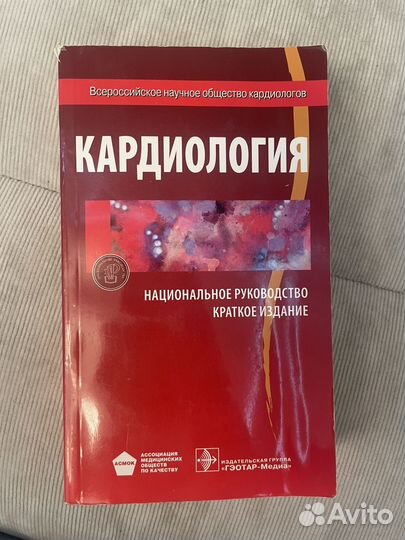 Всероссийское научное общество кардиологов
КАРДИОЛОГИЯ
НАЦИОНАЛЬНОЕ РУКОВОДСТВО
КРАТКОЕ ИЗДАНИЕ
АСМОК
АССОЦИАЦИЯ
МЕДИЦИНСКИХ
ОБЩЕСТВ
ПО КАЧЕСТВУ
ИЗДАТЕЛЬСКАЯ ГРУППА
«ГЭОТАР-Медиа»
Avito